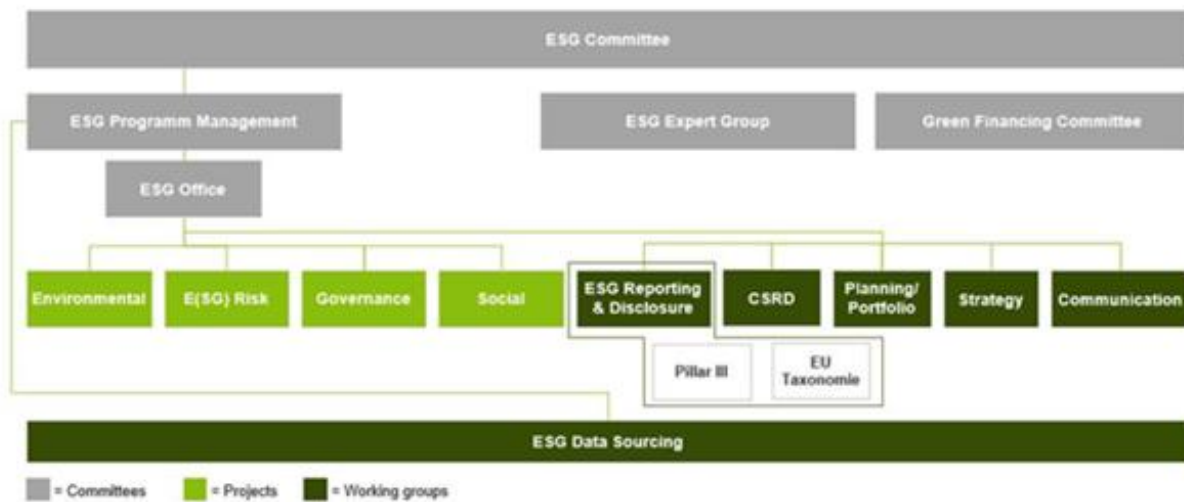 ESG Committee
ESG Programm Management
ESG Expert Group
Green Financing Committee
ESG Office
Environmental
E(SG) Risk
Governance
Social
ESG Reporting
& Disclosure
CSRD
Planning/
Portfolio
Strategy
Communication
Pillar III
EU
Taxonomie
ESG Data Sourcing
= Committees
= Projects
= Working groups